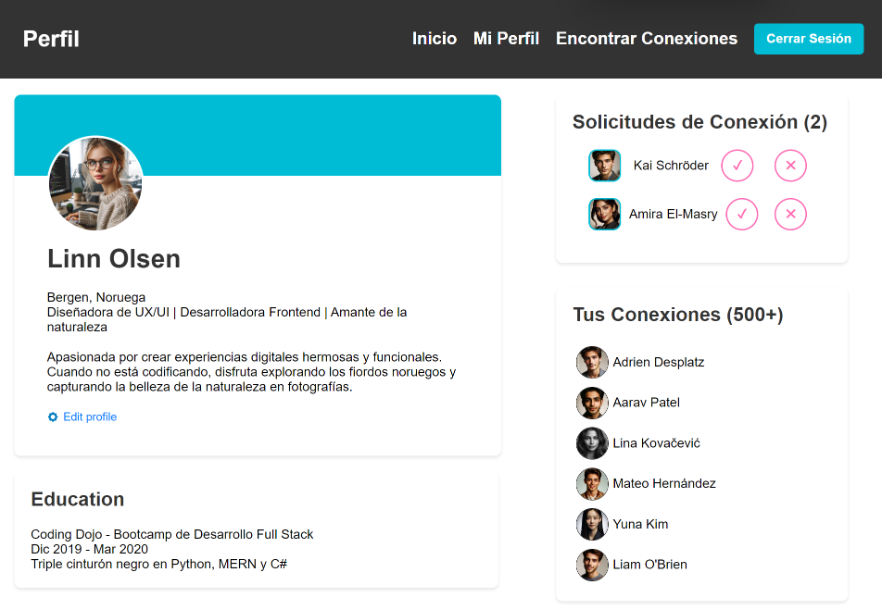 Perfil
Inicio
Mi Perfil
Encontrar Conexiones
Cerrar Sesión
Linn Olsen
Bergen, Noruega
Diseñadora de UX/UI | Desarrolladora Frontend | Amante de la
naturaleza
Apasionada por crear experiencias digitales hermosas y funcionales.
Cuando no está codificando, disfruta explorando los fiordos noruegos y
capturando la belleza de la naturaleza en fotografías.
Edit profile
Education
Coding Dojo - Bootcamp de Desarrollo Full Stack
Dic 2019 - Mar 2020
Triple cinturón negro en Python, MERN y C#
Solicitudes de Conexión (2)
Kai Schröder
Amira El-Masry
Tus Conexiones (500+)
Adrien Desplatz
Aarav Patel
Lina Kovačević
Mateo Hernández
Yuna Kim
Liam O'Brien